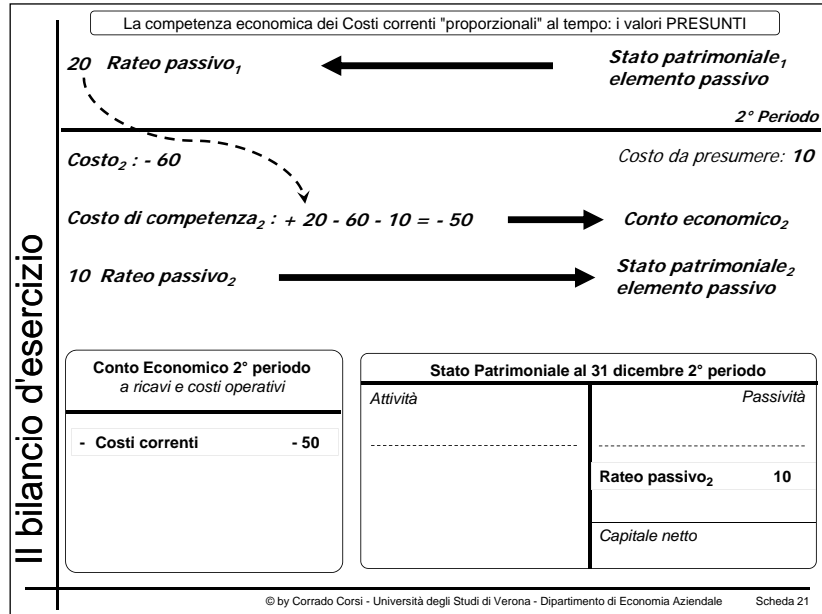 La competenza economica dei Costi correnti "proporzionali" al tempo: i valori PRESUNTI
20 Rateo passivo1
Stato patrimoniale1
elemento passivo
2° Periodo
Costo2 : - 60
Costo da presumere: 10
Costo di competenza2 : + 20 - 60 - 10 = - 50
Conto economico2
10 Rateo passivo2
Stato patrimoniale2
elemento passivo
Il bilancio d'esercizio
Conto Economico 2° periodo
a ricavi e costi operativi
- Costi correnti - 50
Stato Patrimoniale al 31 dicembre 2° periodo
Attività
Passività
Rateo passivo2 10
Capitale netto
© by Corrado Corsi - Università degli Studi di Verona - Dipartimento di Economia Aziendale Scheda 21